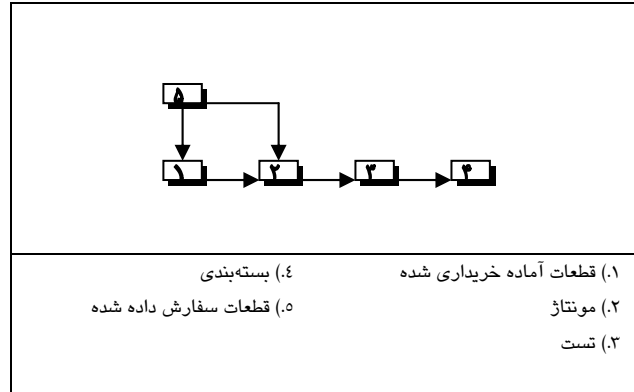 ۵
۱ ۲ ۳ ۴
۱.) قطعات آماده خریداری شده
۲.) مونتاژ
۳.) تست
۴.) بسته‌بندی
۵.) قطعات سفارش داده شده